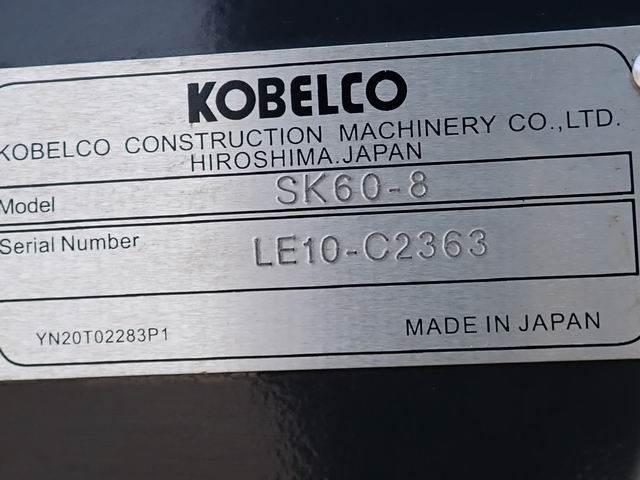 KOBELCO
KOBELCO CONSTRUCTION MACHINERY CO.,LTD.
HIROSHIMA.JAPAN
Model SK60-8
Serial Number LE10-C2363
YN20T02283P1 MADE IN JAPAN